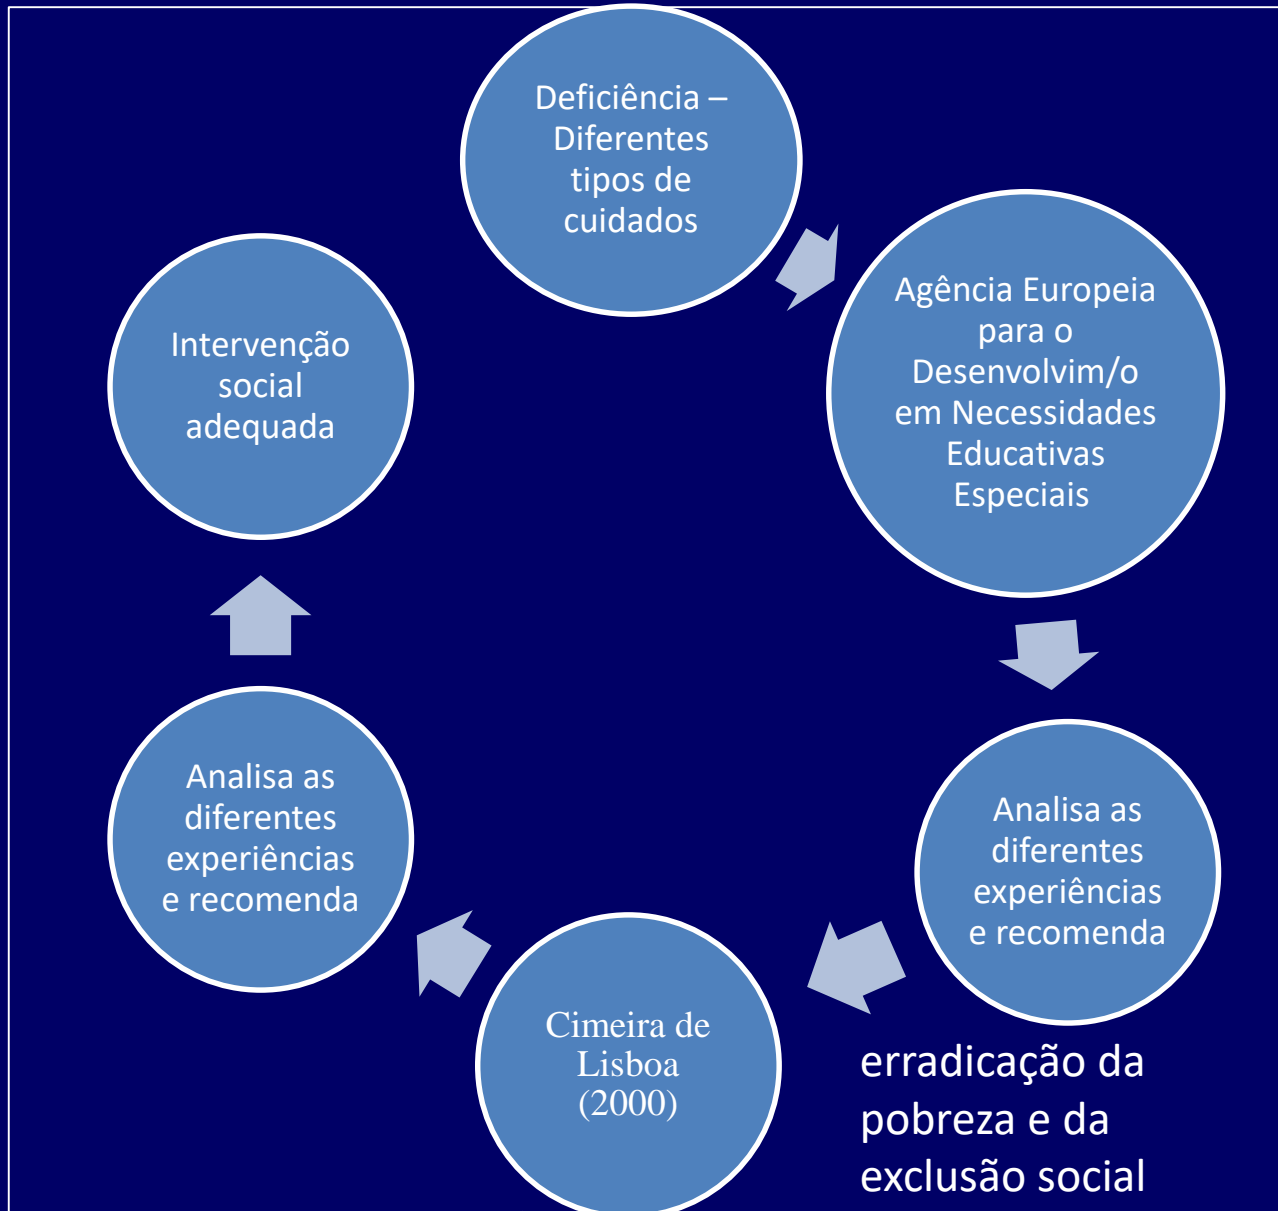 Deficiência –
Diferentes
tipos de
cuidados
Agência Europeia
para o
Desenvolvim/o
em Necessidades
Educativas
Especiais
Analisa as
diferentes
experiências
e recomenda
erradicação da
pobreza e da
exclusão social
Cimeira de
Lisboa
(2000)
Analisa as
diferentes
experiências
e recomenda
Intervenção
social
adequada